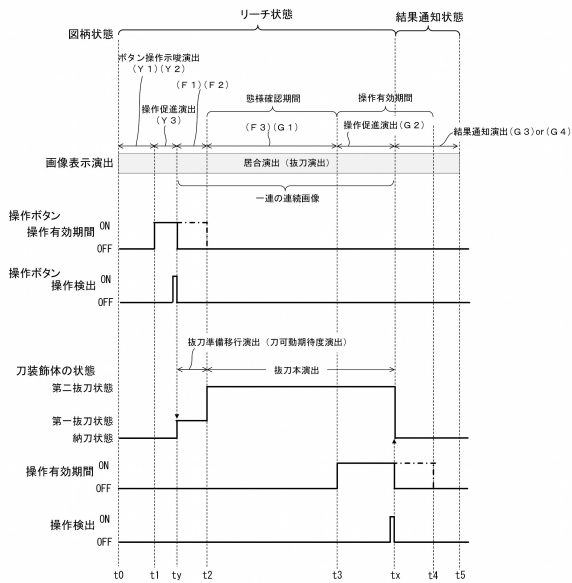 リーチ状態
結果通知状態
図柄状態
ボタン操作示唆演出
(Y1)(Y2)
(F1)(F2)
操作促進演出
(Y3)
態様確認期間
操作有効期間
(F3)(G1)
操作促進演出(G2)
結果通知演出(G3)or(G4)
画像表示演出
居合演出(抜刀演出)
一連の連続画像
操作ボタン
操作有効期間
ON
OFF
操作ボタン
操作検出
ON
OFF
抜刀準備移行演出(刀可動期待度演出)
刀装飾体の状態
抜刀本演出
第二抜刀状態
第一抜刀状態
納刀状態
操作有効期間
ON
OFF
操作検出
ON
OFF
t0 t1 ty t2 t3 tx t4 t5